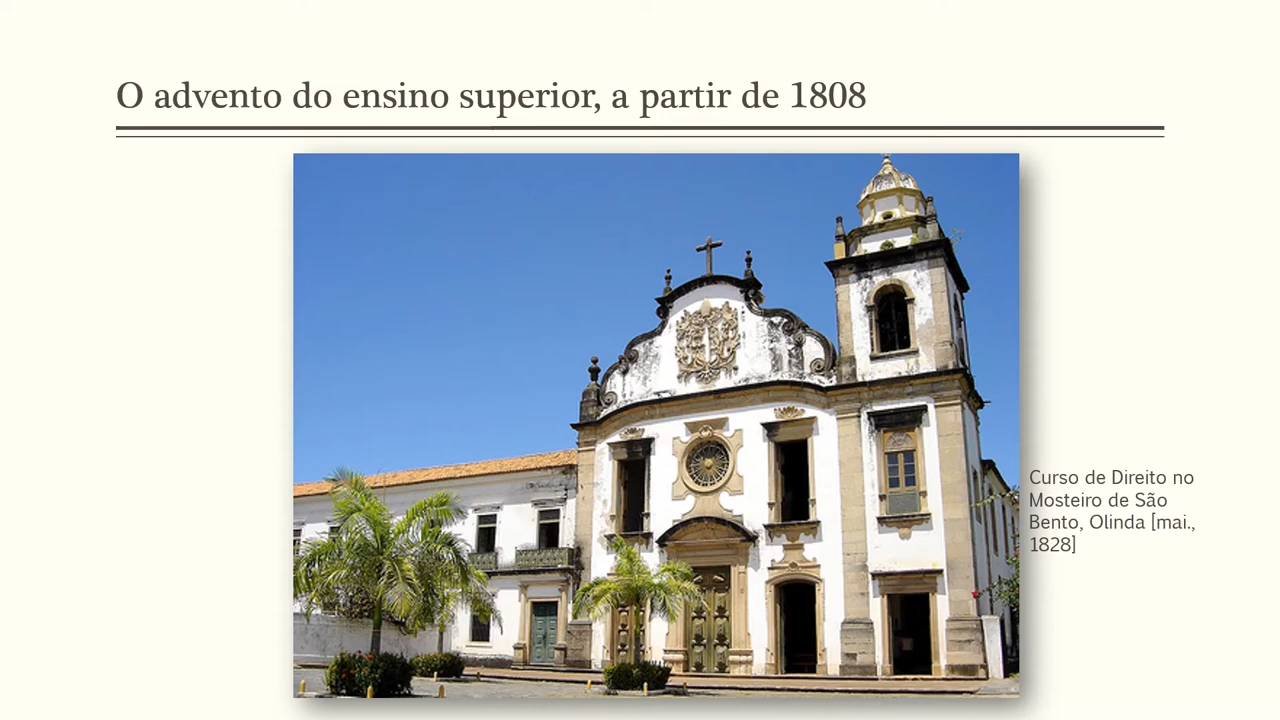 O advento do ensino superior, a partir de 1808
Curso de Direito no
Mosteiro de São
Bento, Olinda [mai.,
1828]